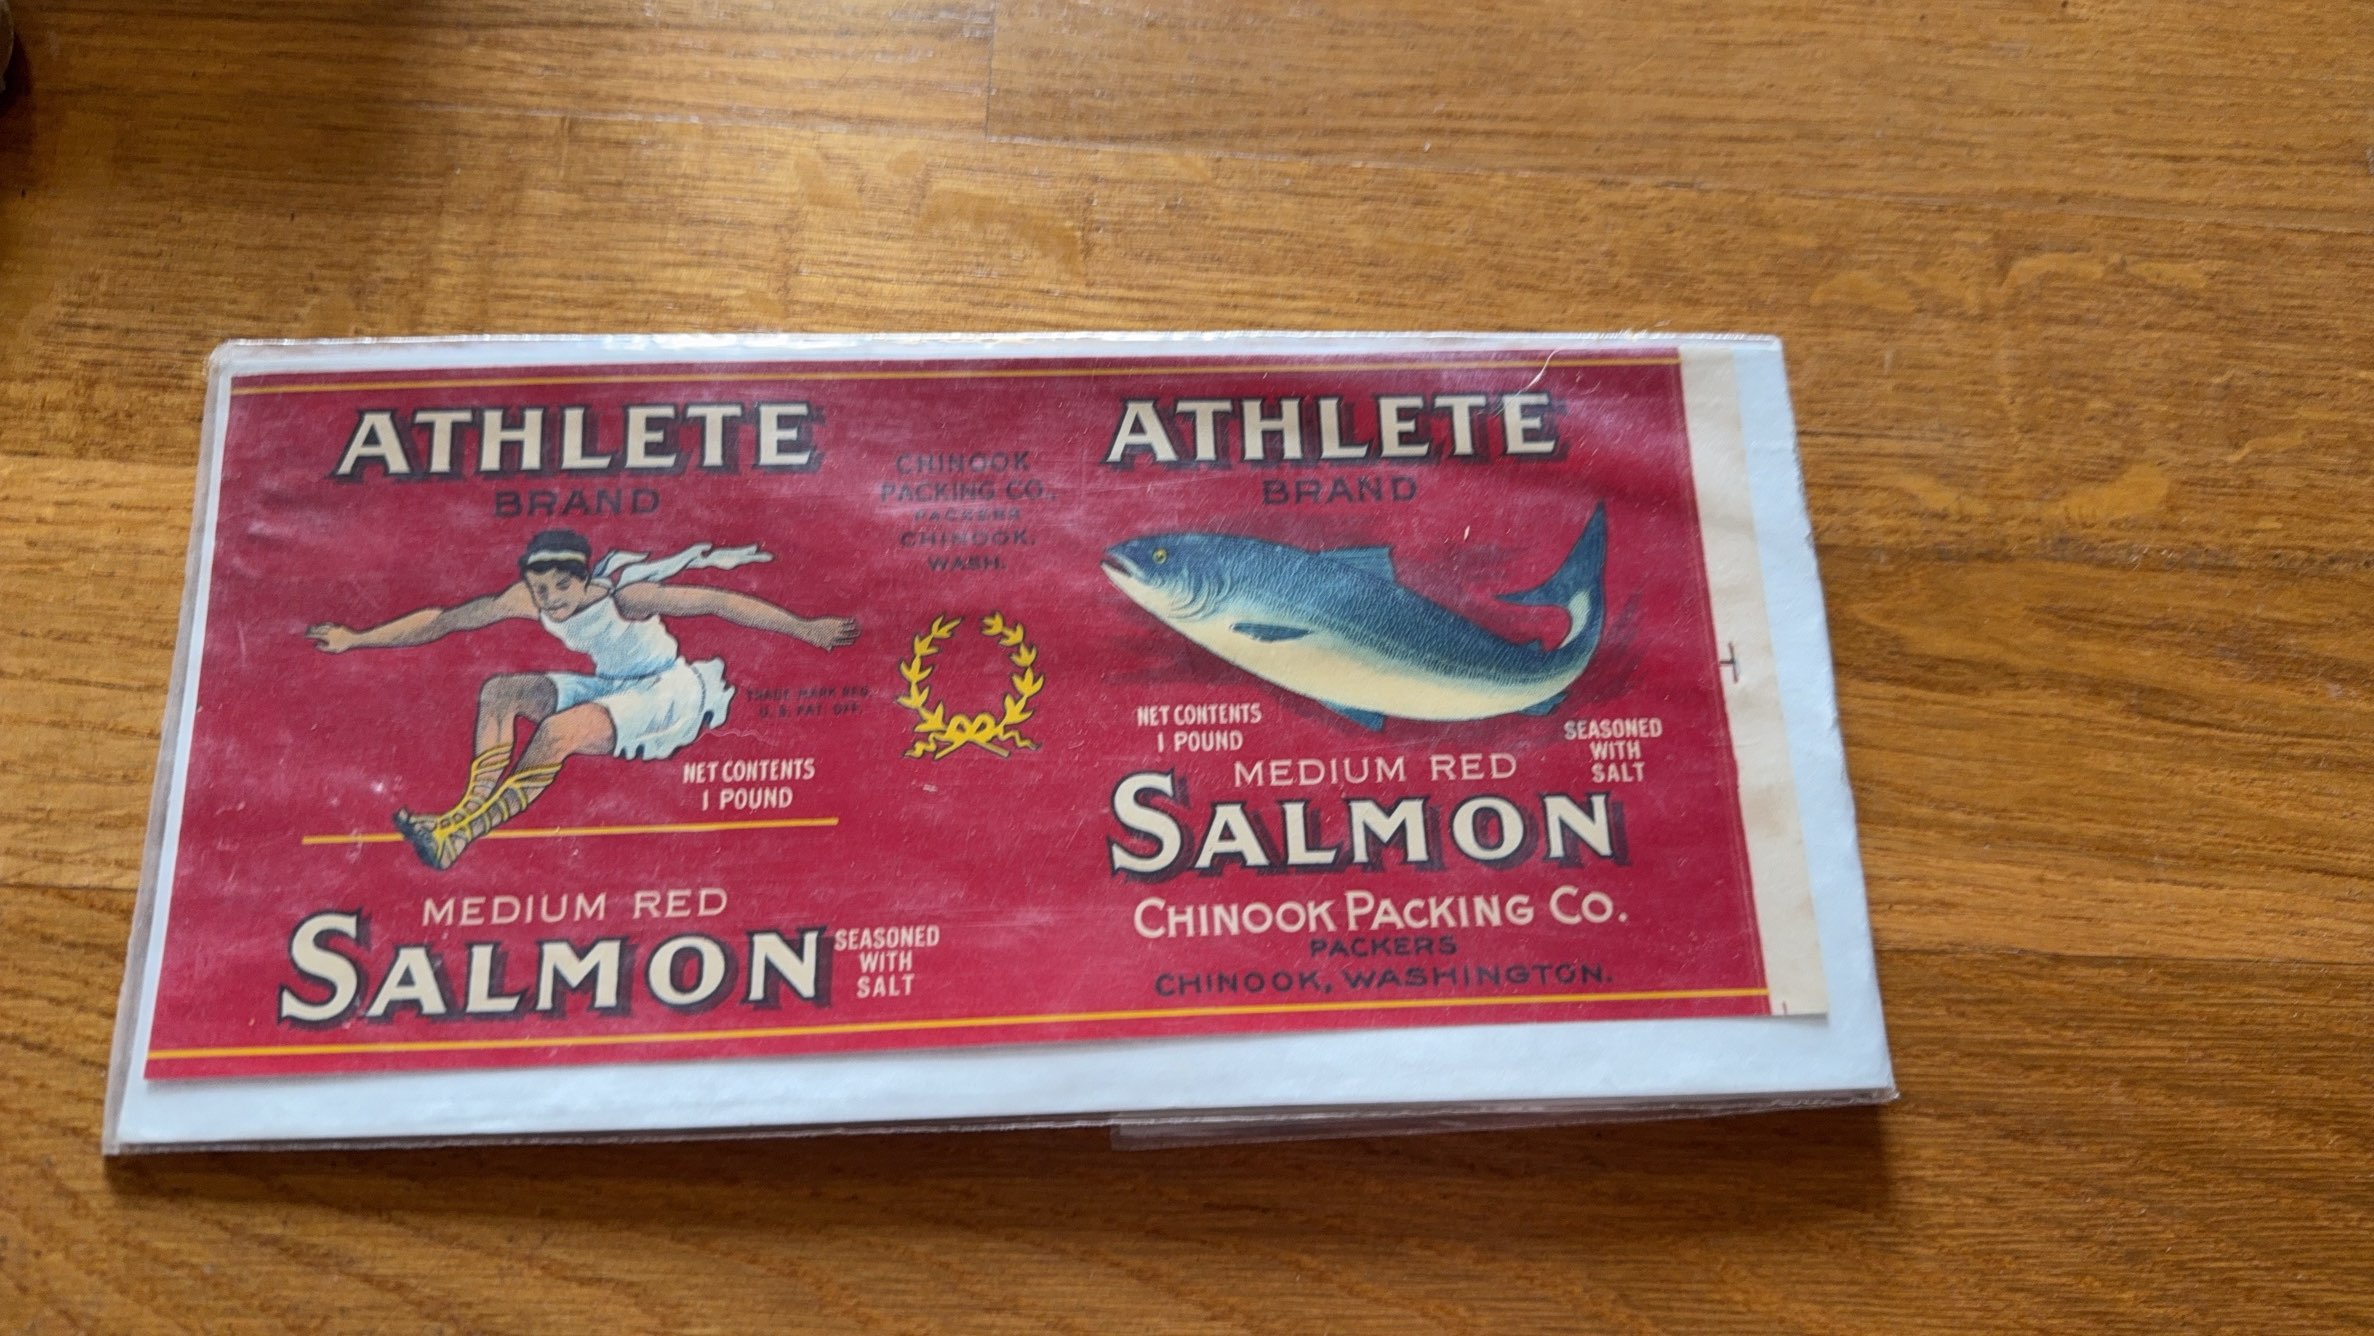 ATHLETE
BRAND
TRADE MARK REG.
U. S. PAT. OFF.
NET CONTENTS
1 POUND
MEDIUM RED
SALMON
SEASONED
WITH
SALT
CHINOOK
PACKING CO.,
PACKERS
CHINOOK,
WASH.
ATHLETE
BRAND
NET CONTENTS
1 POUND
SEASONED
WITH
SALT
MEDIUM RED
SALMON
CHINOOK PACKING CO.
PACKERS
CHINOOK, WASHINGTON.